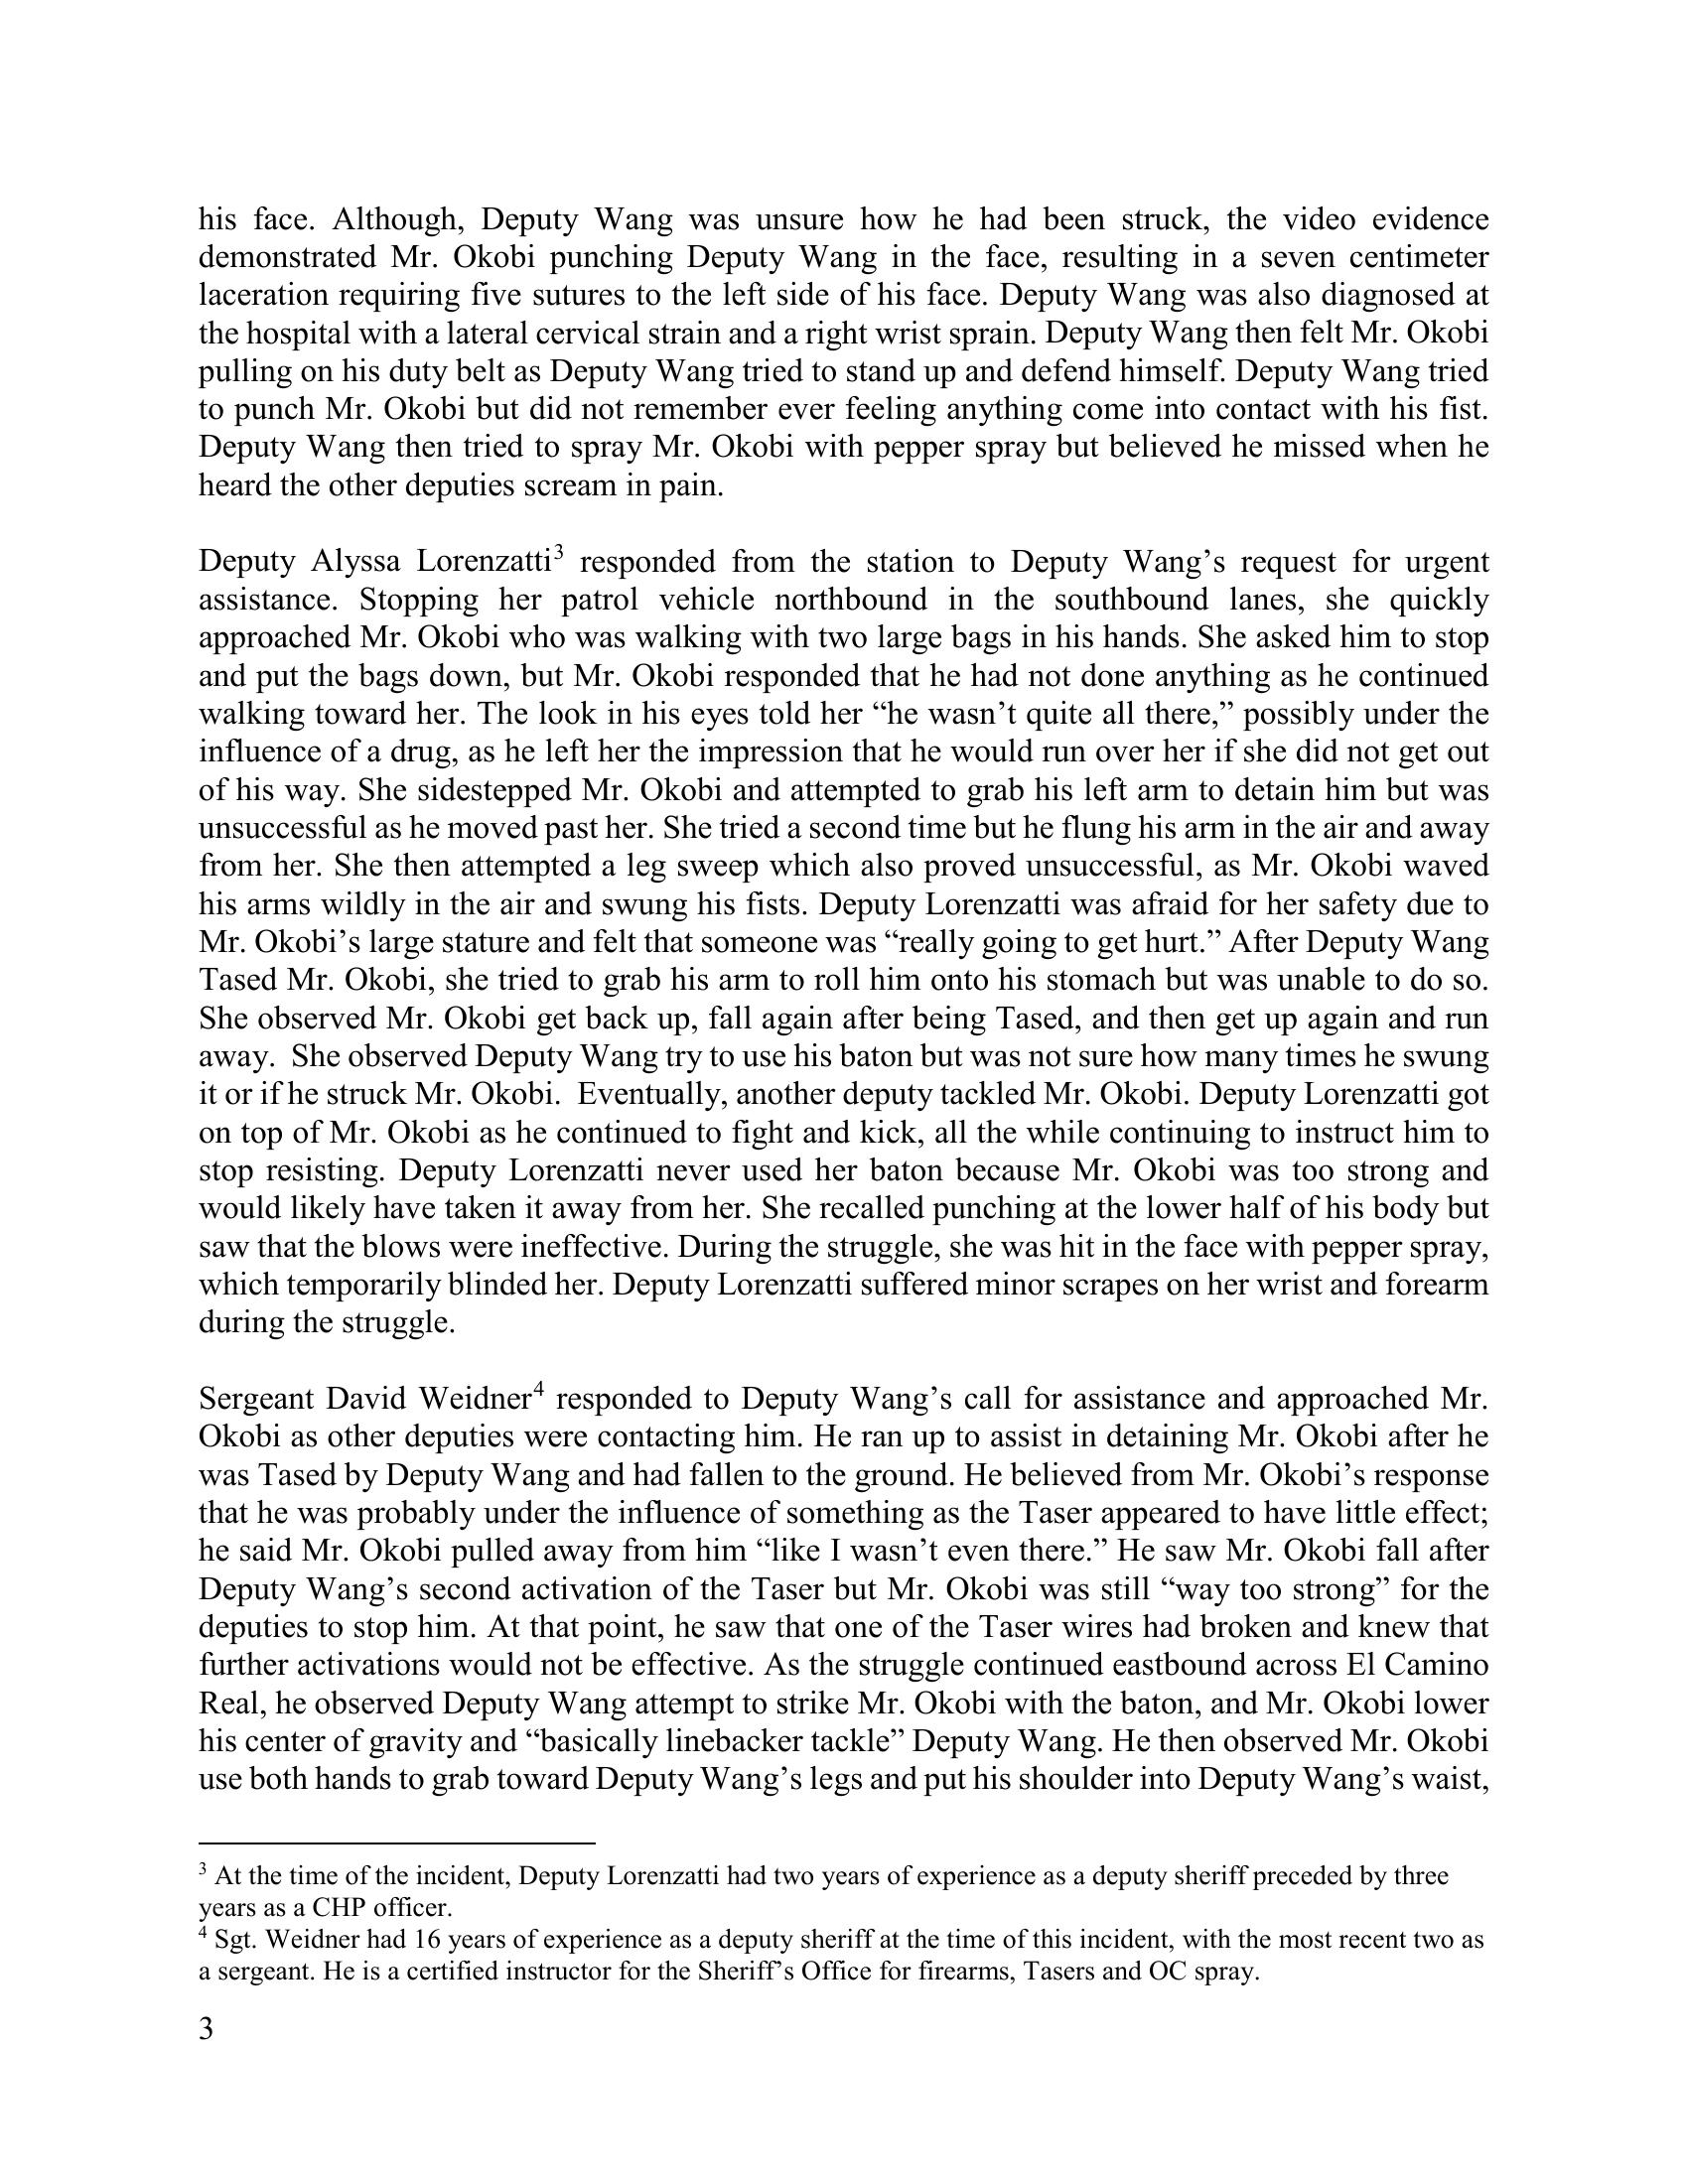 his face. Although, Deputy Wang was unsure how he had been struck, the video evidence
demonstrated Mr. Okobi punching Deputy Wang in the face, resulting in a seven centimeter
laceration requiring five sutures to the left side of his face. Deputy Wang was also diagnosed at
the hospital with a lateral cervical strain and a right wrist sprain. Deputy Wang then felt Mr. Okobi
pulling on his duty belt as Deputy Wang tried to stand up and defend himself. Deputy Wang tried
to punch Mr. Okobi but did not remember ever feeling anything come into contact with his fist.
Deputy Wang then tried to spray Mr. Okobi with pepper spray but believed he missed when he
heard the other deputies scream in pain.
Deputy Alyssa Lorenzatti3 responded from the station to Deputy Wang’s request for urgent
assistance. Stopping her patrol vehicle northbound in the southbound lanes, she quickly
approached Mr. Okobi who was walking with two large bags in his hands. She asked him to stop
and put the bags down, but Mr. Okobi responded that he had not done anything as he continued
walking toward her. The look in his eyes told her “he wasn’t quite all there,” possibly under the
influence of a drug, as he left her the impression that he would run over her if she did not get out
of his way. She sidestepped Mr. Okobi and attempted to grab his left arm to detain him but was
unsuccessful as he moved past her. She tried a second time but he flung his arm in the air and away
from her. She then attempted a leg sweep which also proved unsuccessful, as Mr. Okobi waved
his arms wildly in the air and swung his fists. Deputy Lorenzatti was afraid for her safety due to
Mr. Okobi’s large stature and felt that someone was “really going to get hurt.” After Deputy Wang
Tased Mr. Okobi, she tried to grab his arm to roll him onto his stomach but was unable to do so.
She observed Mr. Okobi get back up, fall again after being Tased, and then get up again and run
away.  She observed Deputy Wang try to use his baton but was not sure how many times he swung
it or if he struck Mr. Okobi.  Eventually, another deputy tackled Mr. Okobi. Deputy Lorenzatti got
on top of Mr. Okobi as he continued to fight and kick, all the while continuing to instruct him to
stop resisting. Deputy Lorenzatti never used her baton because Mr. Okobi was too strong and
would likely have taken it away from her. She recalled punching at the lower half of his body but
saw that the blows were ineffective. During the struggle, she was hit in the face with pepper spray,
which temporarily blinded her. Deputy Lorenzatti suffered minor scrapes on her wrist and forearm
during the struggle.
Sergeant David Weidner4 responded to Deputy Wang’s call for assistance and approached Mr.
Okobi as other deputies were contacting him. He ran up to assist in detaining Mr. Okobi after he
was Tased by Deputy Wang and had fallen to the ground. He believed from Mr. Okobi’s response
that he was probably under the influence of something as the Taser appeared to have little effect;
he said Mr. Okobi pulled away from him “like I wasn’t even there.” He saw Mr. Okobi fall after
Deputy Wang’s second activation of the Taser but Mr. Okobi was still “way too strong” for the
deputies to stop him. At that point, he saw that one of the Taser wires had broken and knew that
further activations would not be effective. As the struggle continued eastbound across El Camino
Real, he observed Deputy Wang attempt to strike Mr. Okobi with the baton, and Mr. Okobi lower
his center of gravity and “basically linebacker tackle” Deputy Wang. He then observed Mr. Okobi
use both hands to grab toward Deputy Wang’s legs and put his shoulder into Deputy Wang’s waist,
3 At the time of the incident, Deputy Lorenzatti had two years of experience as a deputy sheriff preceded by three
years as a CHP officer.
4 Sgt. Weidner had 16 years of experience as a deputy sheriff at the time of this incident, with the most recent two as
a sergeant. He is a certified instructor for the Sheriff’s Office for firearms, Tasers and OC spray.
3